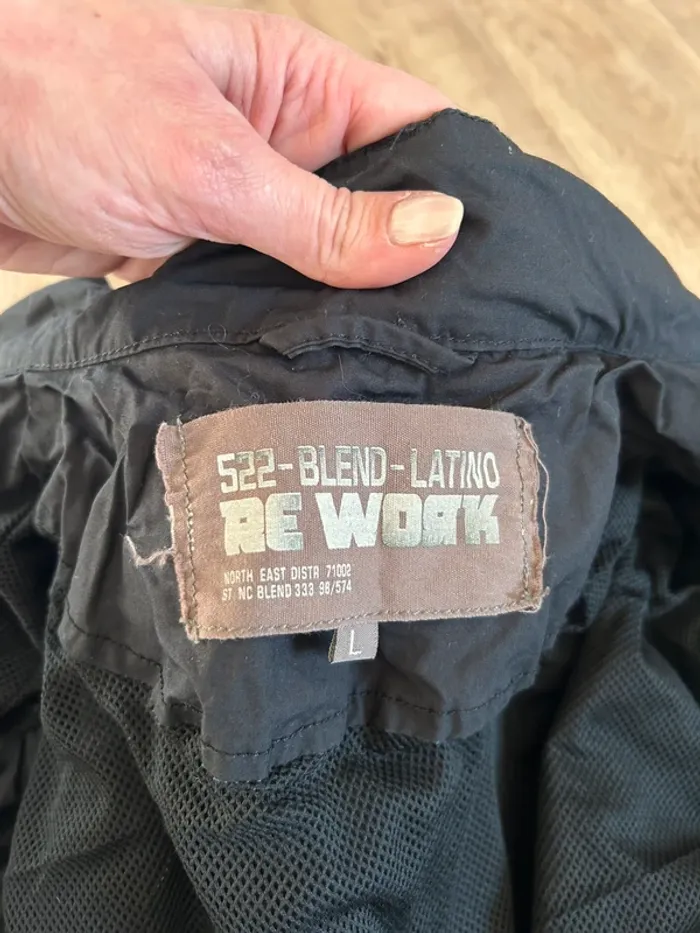 522-BLEND-LATINO
RE WORK
NORTH EAST DISTR 71002
ST NC BLEND 333 98/574
L